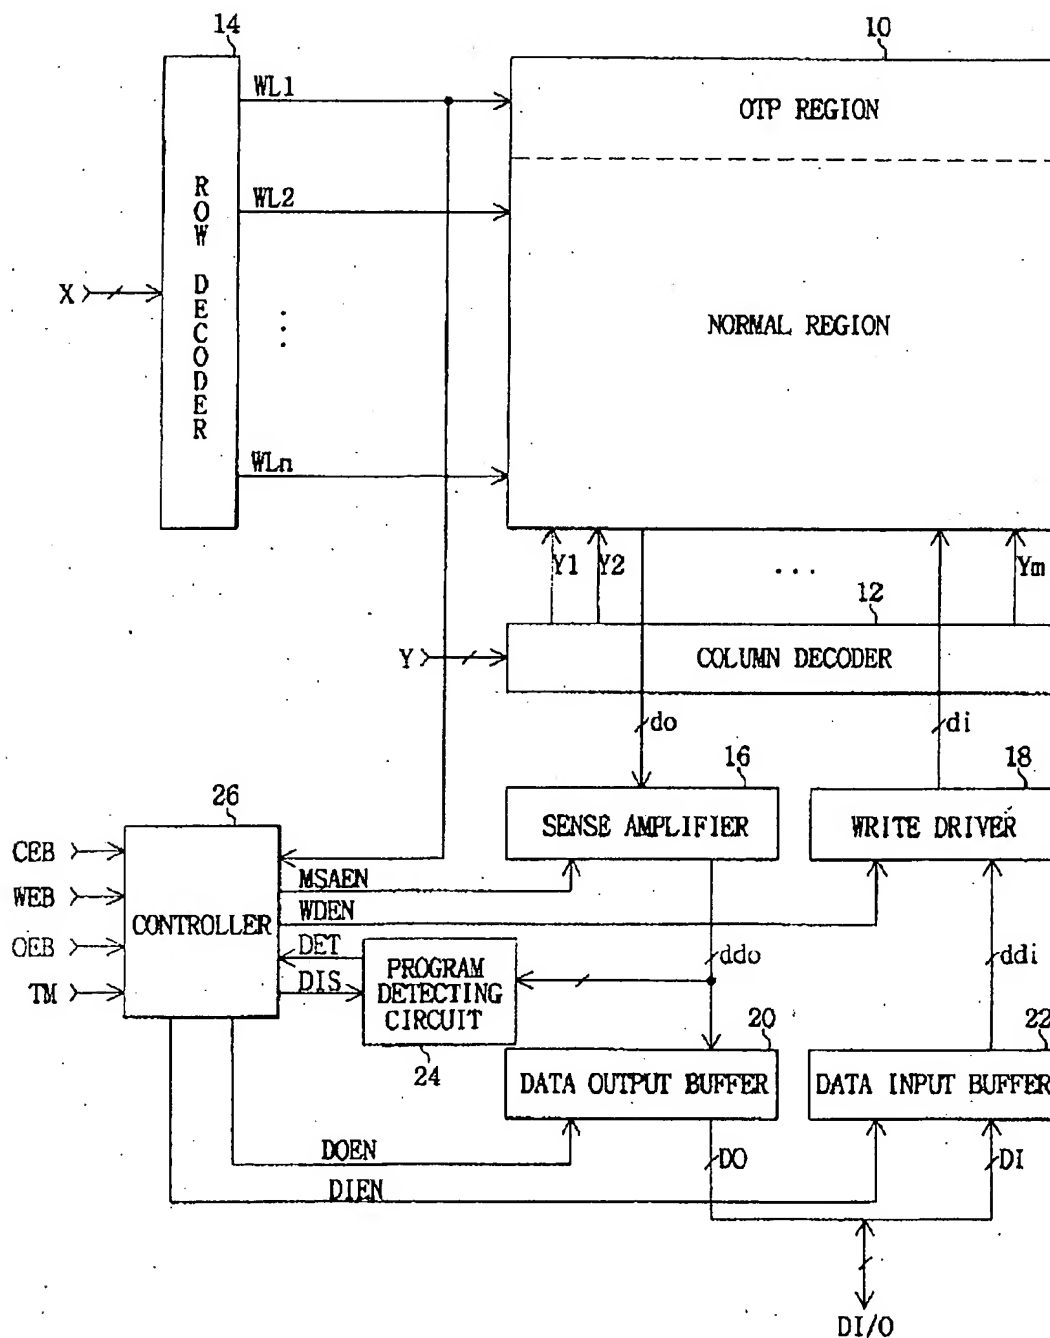 14
10
WL1
OTP REGION
ROW DECODER
WL2
X
...
NORMAL REGION
WLn
Y1
Y2
...
Ym
12
Y
COLUMN DECODER
do
di
16
18
26
SENSE AMPLIFIER
WRITE DRIVER
CEB
MSAEN
WEB
CONTROLLER
WDEN
OEB
DET
PROGRAM
DETECTING
CIRCUIT
ddo
ddi
TM
DIS
24
20
22
DATA OUTPUT BUFFER
DATA INPUT BUFFER
DOEN
DO
DI
DIEN
DI/O